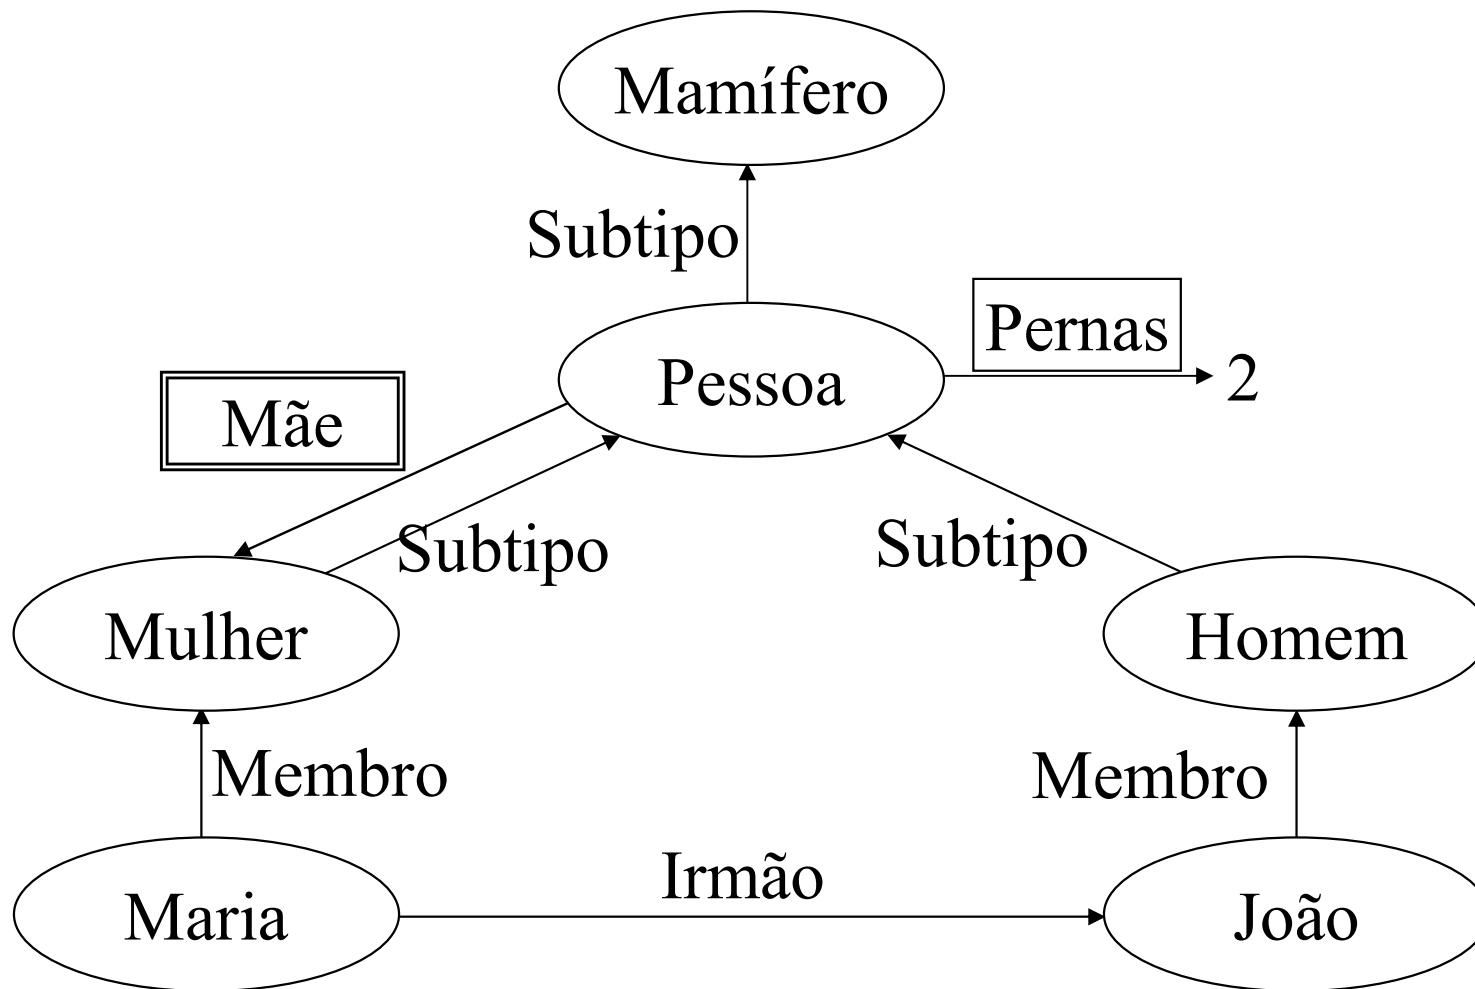 Mamífero
Subtipo
Pernas
Pessoa
2
Mãe
Subtipo
Subtipo
Mulher
Homem
Membro
Membro
Irmão
Maria
João